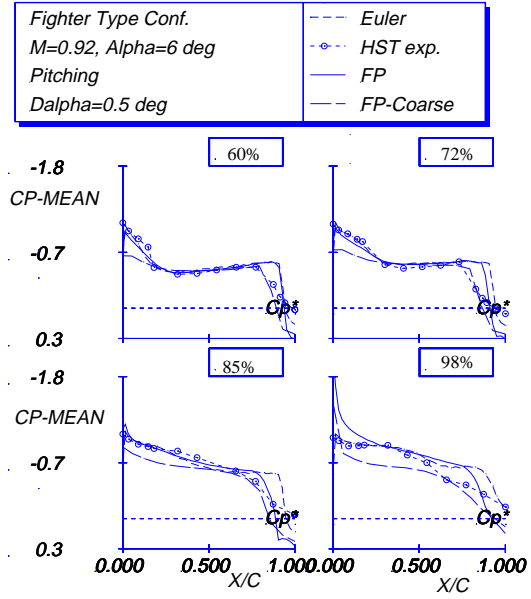 Fighter Type Conf.
M=0.92, Alpha=6 deg
Pitching
Dalpha=0.5 deg
Euler
HST exp.
FP
FP-Coarse
60%
72%
-1.8
CP-MEAN
-0.7
0.3
Cp*
Cp*
85%
98%
-1.8
CP-MEAN
-0.7
0.3
Cp*
Cp*
0.000 0.500 1.000
0.000 0.500 1.000
X/C
X/C